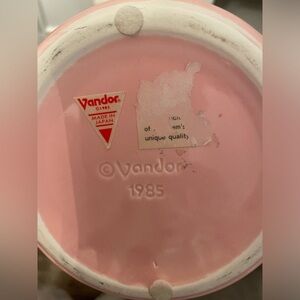 Vandor
©1985
MADE IN
JAPAN
of
unique quality
©Vandor
1985